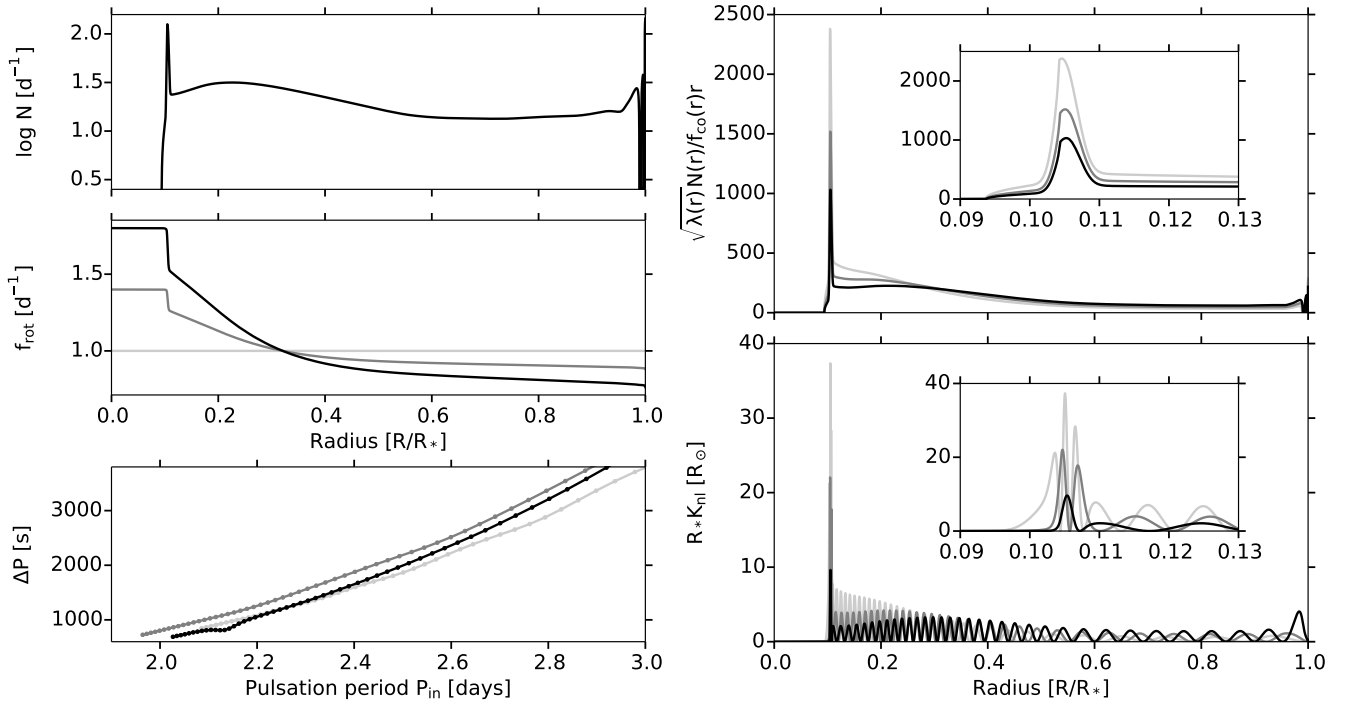 log N [d⁻¹]
2.0
1.5
1.0
0.5
f_rot [d⁻¹]
1.5
1.0
0.0 0.2 0.4 0.6 0.8 1.0
Radius [R/R*]
ΔP [s]
3000
2000
1000
2.0 2.2 2.4 2.6 2.8 3.0
Pulsation period P_in [days]
√λ(r) N(r)/f_co(r)r
2500
2000
1500
1000
500
0
2000
1000
0
0.09 0.10 0.11 0.12 0.13
R*K_nl [R⊙]
40
30
20
10
0
40
20
0
0.09 0.10 0.11 0.12 0.13
0.0 0.2 0.4 0.6 0.8 1.0
Radius [R/R*]